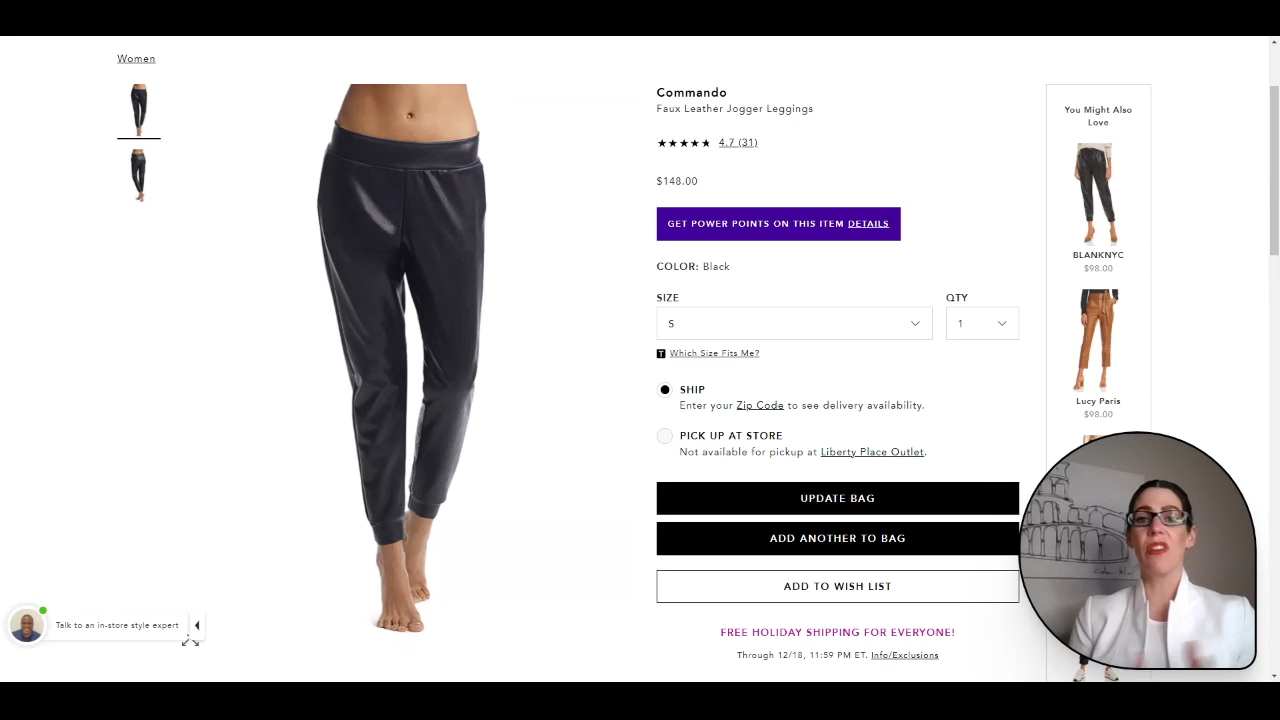 Women
Commando
Faux Leather Jogger Leggings
4.7 (31)
$148.00
GET POWER POINTS ON THIS ITEM DETAILS
COLOR: Black
SIZE
QTY
S
1
T Which Size Fits Me?
SHIP
Enter your Zip Code to see delivery availability.
PICK UP AT STORE
Not available for pickup at Liberty Place Outlet.
UPDATE BAG
ADD ANOTHER TO BAG
ADD TO WISH LIST
FREE HOLIDAY SHIPPING FOR EVERYONE!
Through 12/18, 11:59 PM ET. Info/Exclusions
You Might Also
Love
BLANKNYC
$98.00
Lucy Paris
$98.00
Talk to an in-store style expert